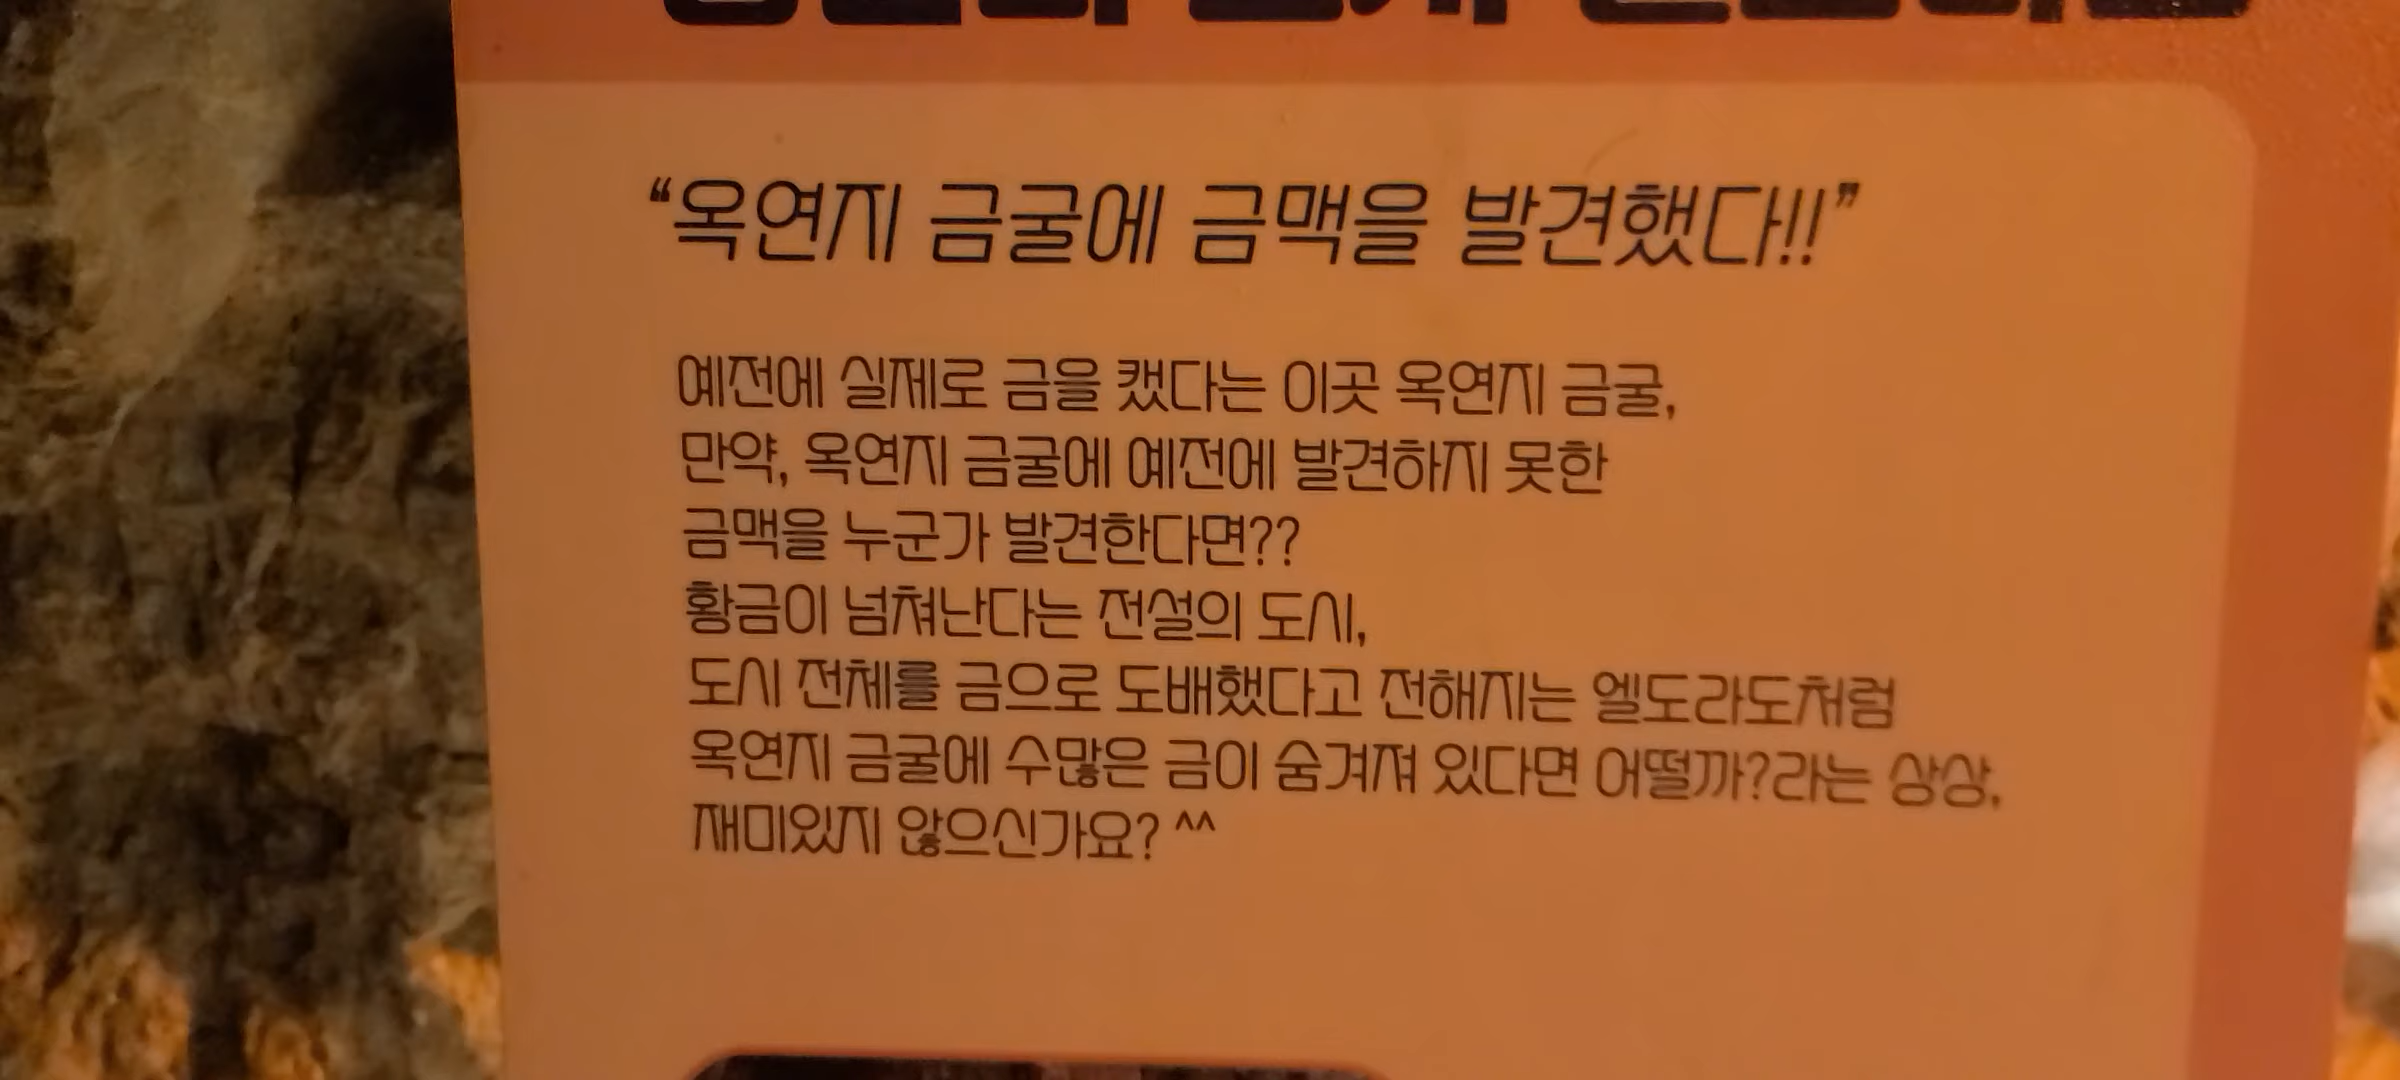 “옥연지 금굴에 금맥을 발견했다!!”
예전에 실제로 금을 캤다는 이곳 옥연지 금굴,
만약, 옥연지 금굴에 예전에 발견하지 못한
금맥을 누군가 발견한다면??
황금이 넘쳐난다는 전설의 도시,
도시 전체를 금으로 도배했다고 전해지는 엘도라도처럼
옥연지 금굴에 수많은 금이 숨겨져 있다면 어떨까?라는 상상,
재미있지 않으신가요? ^^